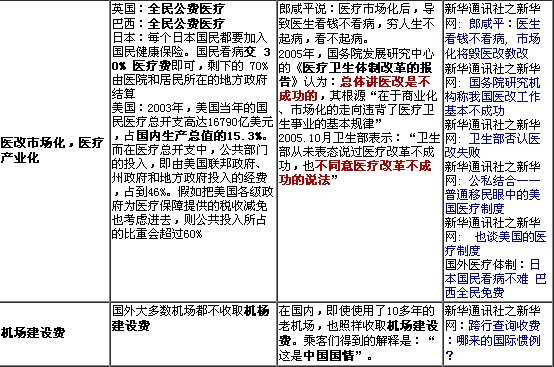 医改市场化，医疗
产业化
英国：全民公费医疗
巴西：全民公费医疗
日本：每个日本国民都要加入
国民健康保险。国民看病交 3
0% 医疗费即可，剩下的 70%
由医院和居民所在的地方政府
结算
美国：2003年，美国当年的国
民医疗总开支高达16790亿美元
，占国内生产总值的15.3%。
而在医疗总开支中，公共部门
的投入，即由美国联邦政府、
州政府和地方政府投入的经费
，占到46%。假如把美国各级政
府为医疗保障提供的税收减免
也考虑进去，则公共投入所占
的比重会超过60%
郎咸平说：医疗市场化后，导
致医生看钱不看病，穷人生不
起病，看不起病。
2005年，国务院发展研究中心
的《医疗卫生体制改革的报
告》认为：总体讲医改是不
成功的，其根源“在于商业化
、市场化的走向违背了医疗卫
生事业的基本规律”
2005.10月卫生部表示：“卫生
部从未表态说过医疗改革不成
功，也不同意医疗改革不成
功的说法”
新华通讯社之新华
网：郎咸平：医生
看钱不看病，市场
化将毁医改教改
新华通讯社之新华
网：国务院研究机
构称我国医改工作
基本不成功
新华通讯社之新华
网：卫生部否认医
改失败
新华通讯社之新华
网：公私结合——
普通移民眼中的美
国医疗制度
新华通讯社之新华
网： 也谈美国的医
疗制度
国外医疗体制：日
本国民看病不难 巴
西全民免费
机场建设费
国外大多数机场都不收取机场
建设费
在国内，即使使用了10多年的
老机场，也照样收取机场建设
费。乘客们得到的解释是：“
这是中国国情”。
新华通讯社之新华
网：跨行查询收费
：哪来的国际惯例
？